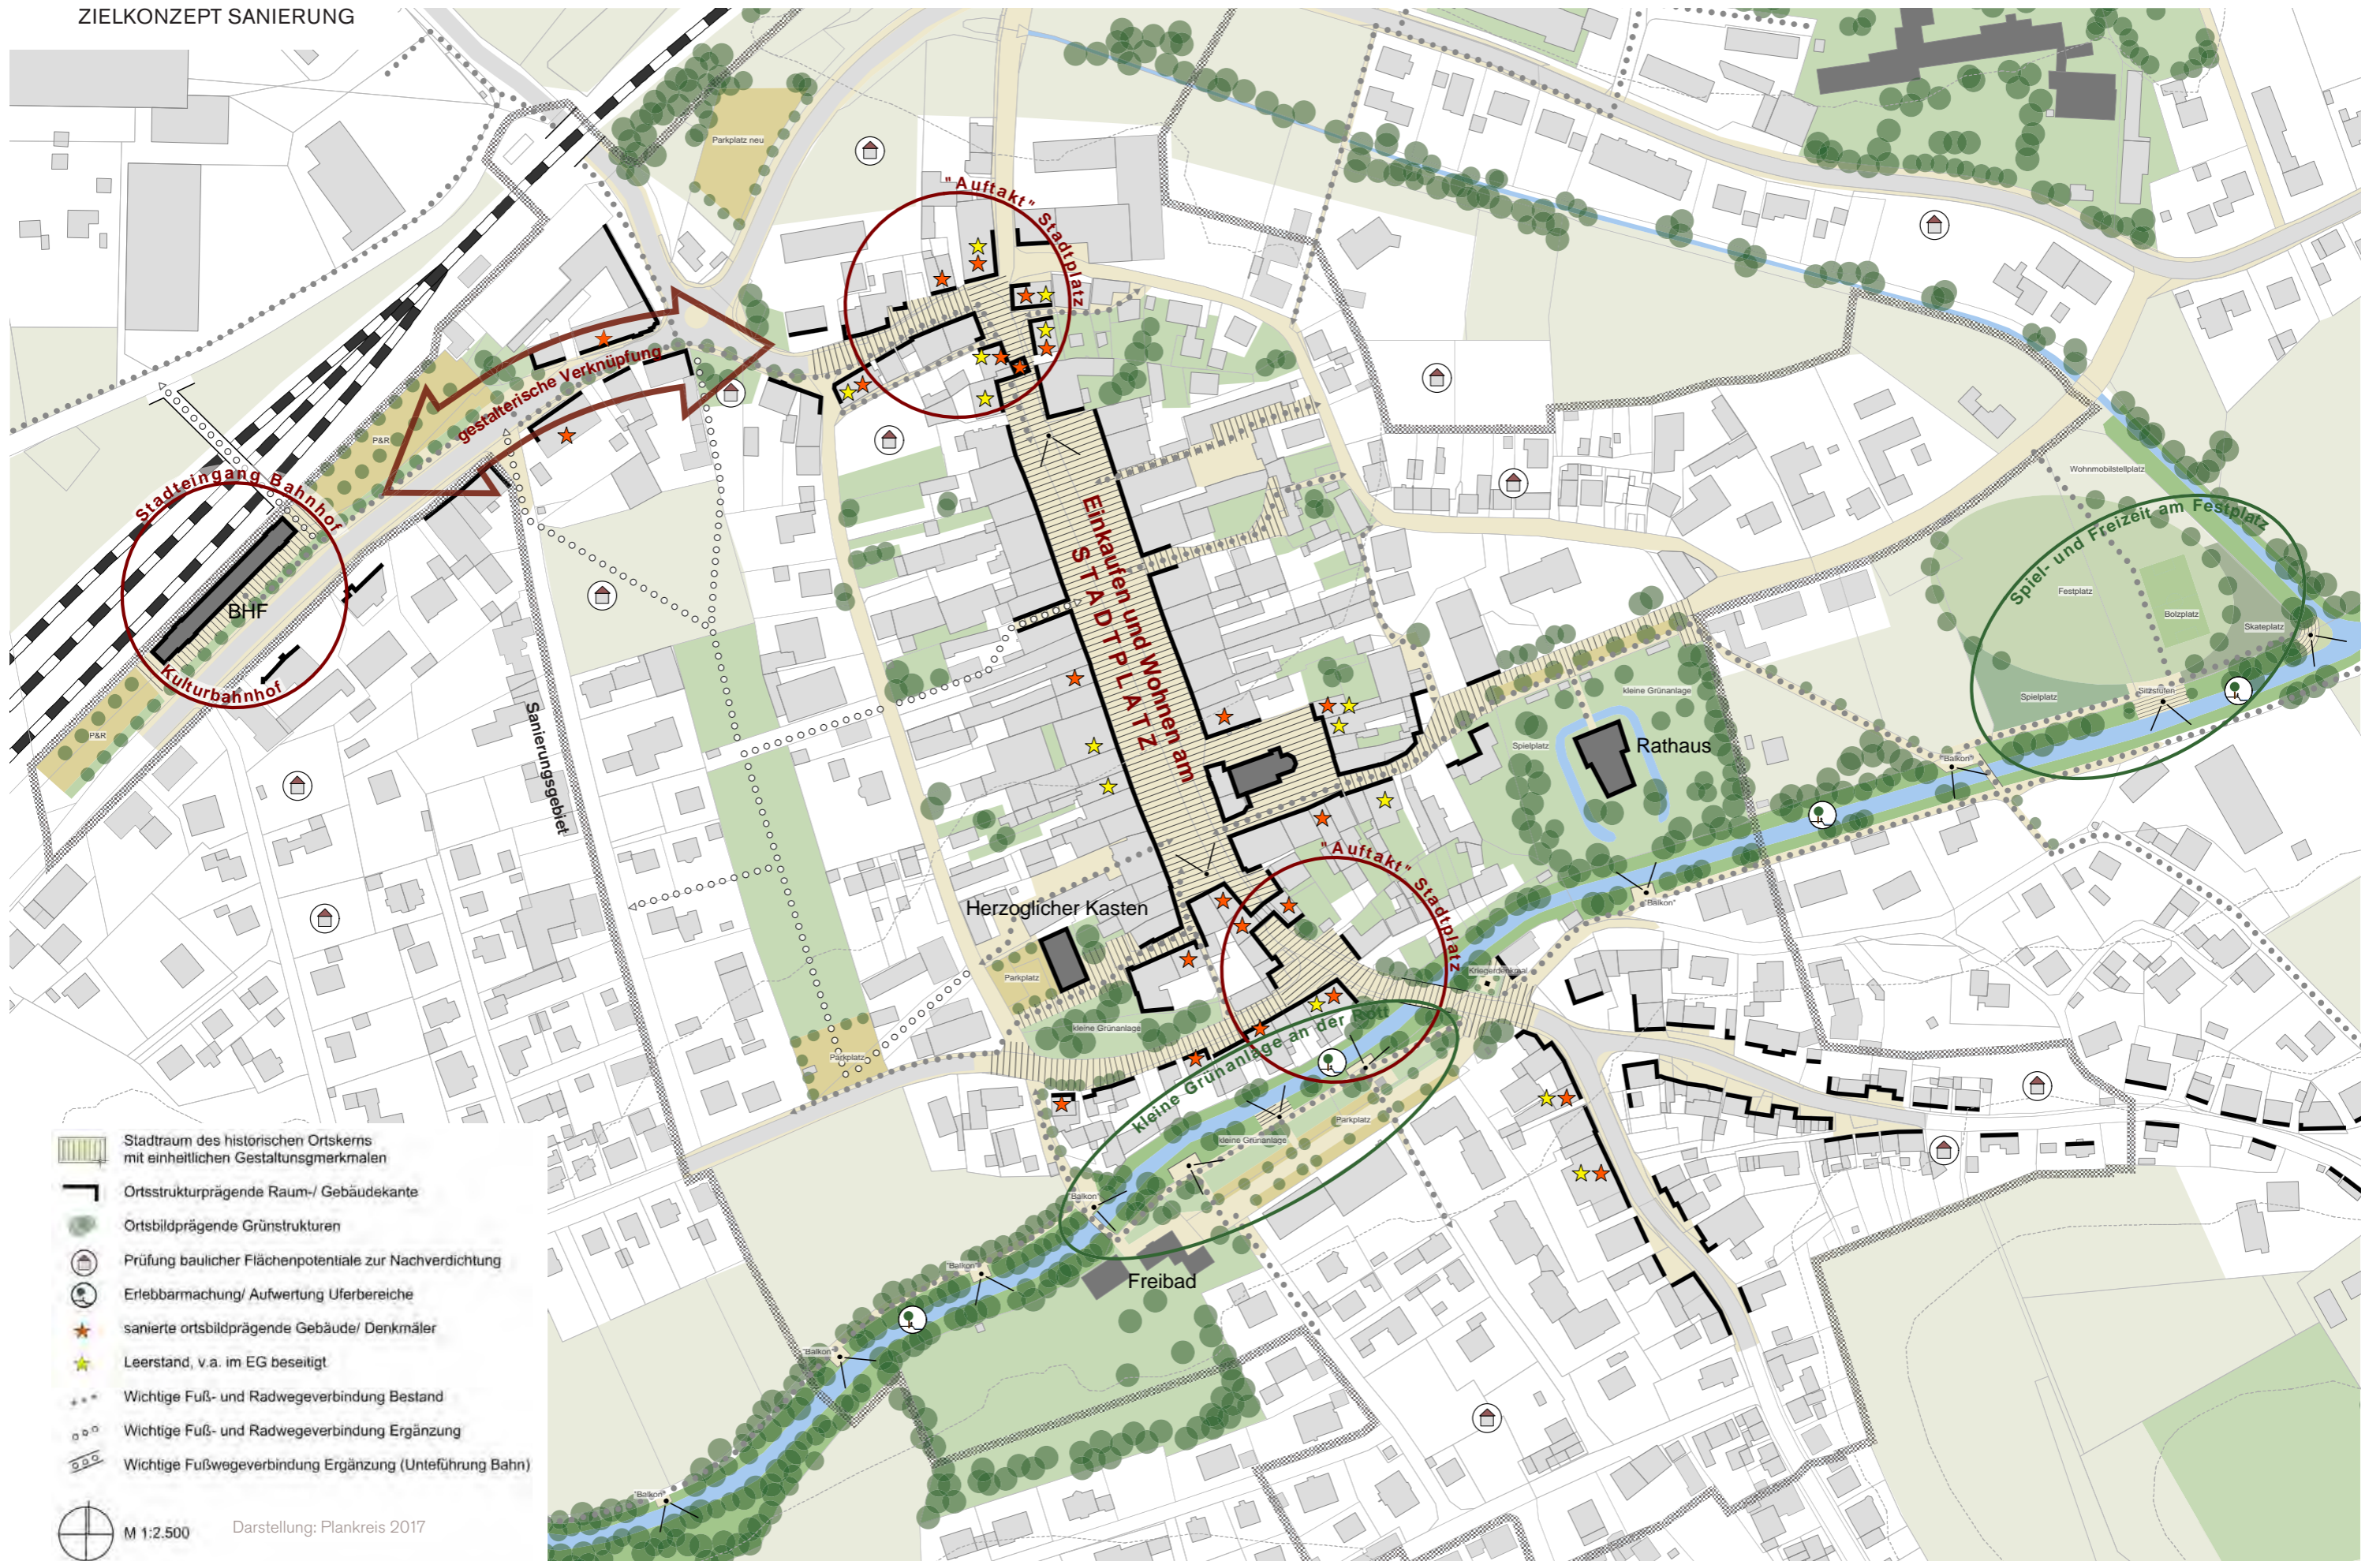 ZIELKONZEPT SANIERUNG
Parkplatz neu
"Auftakt" Stadtplatz
gestalterische Verknüpfung
P&R
Stadteingang Bahnhof
BHF
Kulturbahnhof
P&R
Sanierungsgebiet
Einkaufen und Wohnen am
STADTPLATZ
Wohnmobilstellplatz
Spiel- und Freizeit am Festplatz
Festplatz
Bolzplatz
Skateplatz
Spielplatz
Sitzstufen
kleine Grünanlage
Spielplatz
Rathaus
"Balkon"
"Auftakt" Stadtplatz
"Balkon"
Herzoglicher Kasten
Parkplatz
Kriegerdenkmal
kleine Grünanlage
Parkplatz
kleine Grünanlage an der Rott
Parkplatz
kleine Grünanlage
"Balkon"
"Balkon"
Freibad
"Balkon"
"Balkon"
Stadtraum des historischen Ortskerns
mit einheitlichen Gestaltunsgmerkmalen
Ortsstrukturprägende Raum-/ Gebäudekante
Ortsbildprägende Grünstrukturen
Prüfung baulicher Flächenpotentiale zur Nachverdichtung
Erlebbarmachung/ Aufwertung Uferbereiche
sanierte ortsbildprägende Gebäude/ Denkmäler
Leerstand, v.a. im EG beseitigt
Wichtige Fuß- und Radwegeverbindung Bestand
Wichtige Fuß- und Radwegeverbindung Ergänzung
Wichtige Fußwegeverbindung Ergänzung (Unteführung Bahn)
M 1:2.500
Darstellung: Plankreis 2017